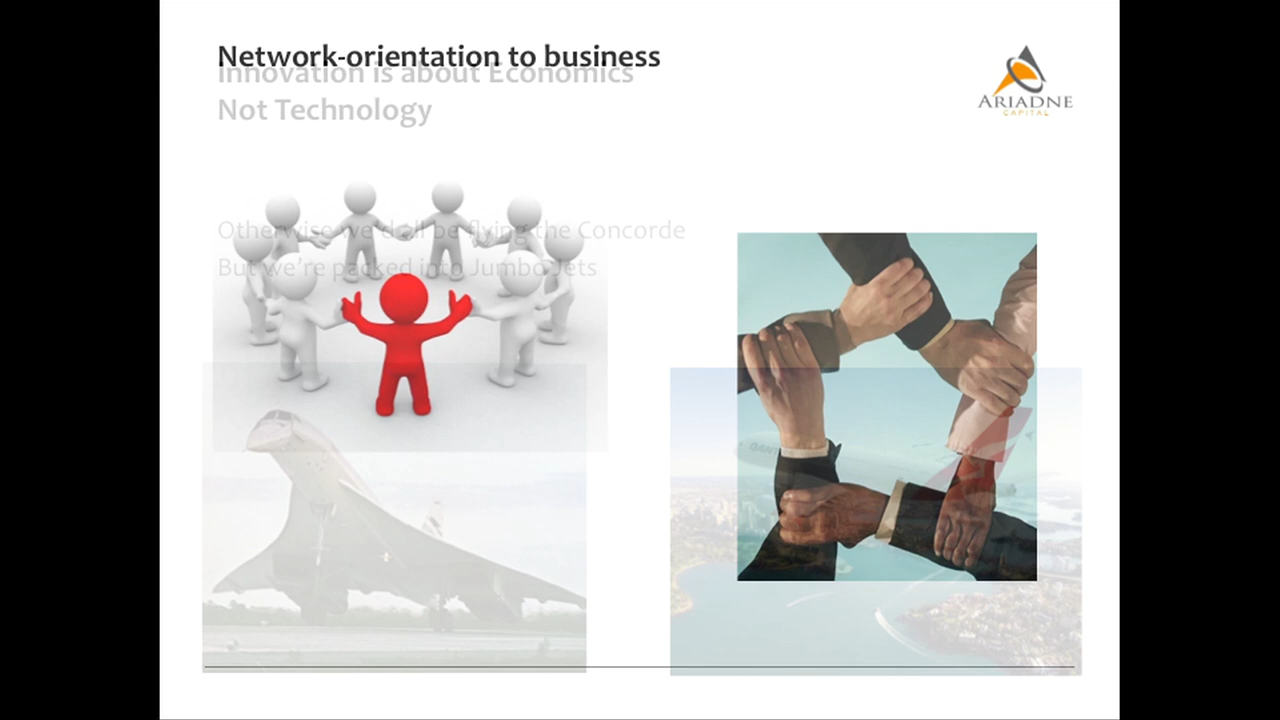 Network-orientation to business
Innovation is about Economics
Not Technology
ARIADNE
CAPITAL
Otherwise we'd all be flying the Concorde
But we're packed into Jumbo Jets